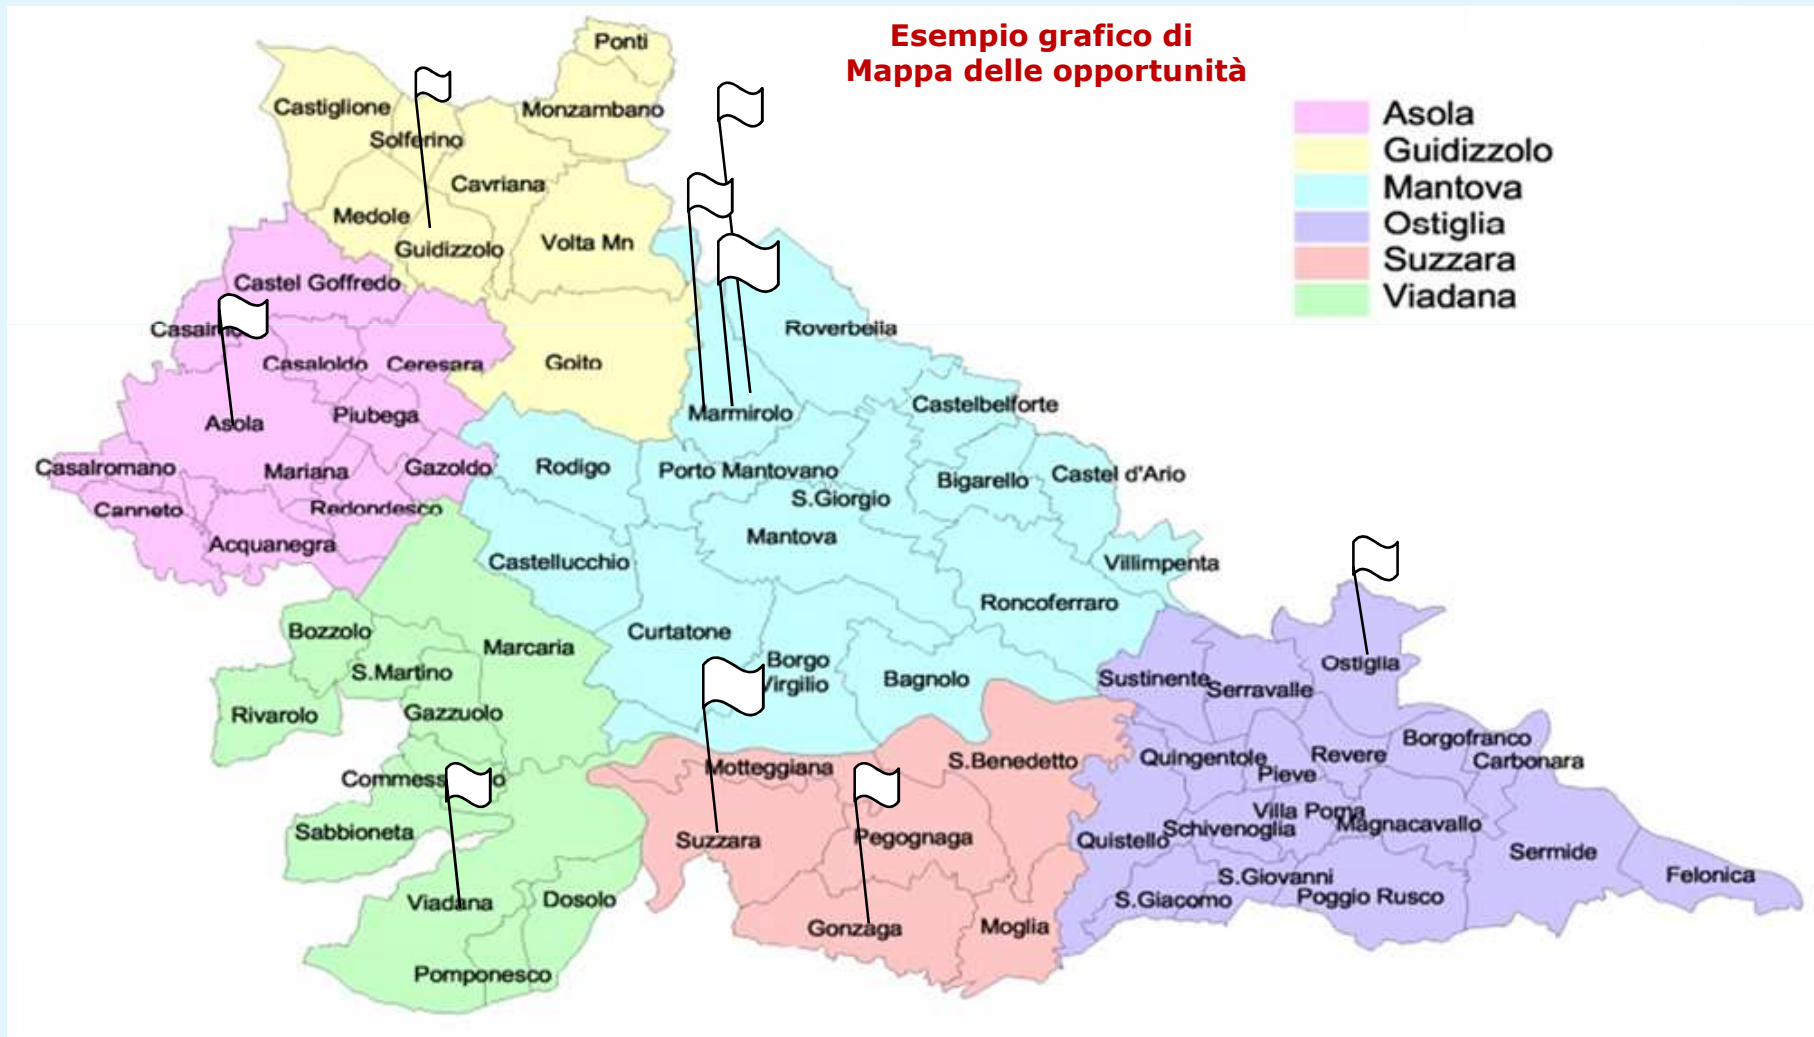 Esempio grafico di
Mappa delle opportunità
Asola
Guidizzolo
Mantova
Ostiglia
Suzzara
Viadana
Ponti
Castiglione
Monzambano
Solferino
Cavriana
Medole
Guidizzolo
Volta Mn
Castel Goffredo
Roverbella
Casaloldo
Ceresara
Goito
Asola
Piubega
Marmirolo
Castelbelforte
Casalromano
Mariana
Gazoldo
Rodigo
Porto Mantovano
Bigarello
Castel d'Ario
S.Giorgio
Canneto
Redondesco
Mantova
Acquanegra
Castellucchio
Villimpenta
Roncoferraro
Bozzolo
Curtatone
Marcaria
S.Martino
Borgo
Virgilio
Bagnolo
Sustinente
Serravalle
Ostiglia
Rivarolo
Gazzuolo
Motteggiana
S.Benedetto
Quingentole
Pieve
Revere
Borgofranco
Carbonara
Sabbioneta
Suzzara
Pegognaga
Quistello
Schivenoglia
Villa Poma
Magnacavallo
Sermide
Felonica
Viadana
Dosolo
Gonzaga
Moglia
S.Giacomo
S.Giovanni
Poggio Rusco
Pomponesco